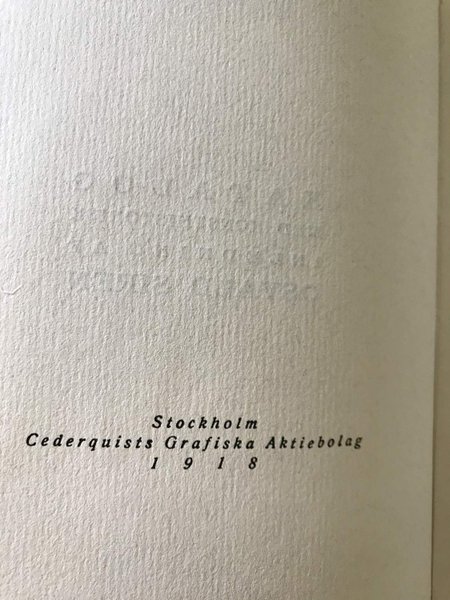 Stockholm
Cederquists Grafiska Aktiebolag
1918